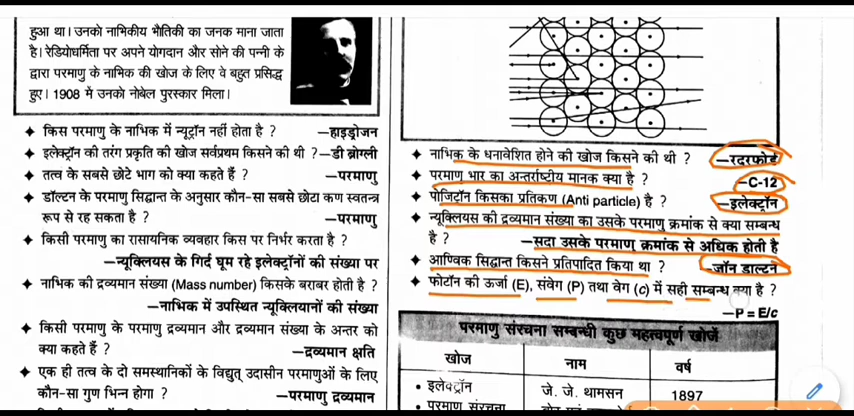 हुआ था। उनको नाभिकीय भौतिकी का जनक माना जाता
है। रेडियोधर्मिता पर अपने योगदान और सोने की पन्नी के
द्वारा परमाणु के नाभिक की खोज के लिए वे बहुत प्रसिद्ध
हुए। 1908 में उनको नोबेल पुरस्कार मिला।
✦ किस परमाणु के नाभिक में न्यूट्रॉन नहीं होता है ? —हाइड्रोजन
✦ इलेक्ट्रॉन की तरंग प्रकृति की खोज सर्वप्रथम किसने की थी ?—डी ब्रोग्ली
✦ तत्व के सबसे छोटे भाग को क्या कहते हैं ? —परमाणु
✦ डॉल्टन के परमाणु सिद्धान्त के अनुसार कौन-सा सबसे छोटा कण स्वतन्त्र
रूप से रह सकता है ? —परमाणु
✦ किसी परमाणु का रासायनिक व्यवहार किस पर निर्भर करता है ?
—न्यूक्लियस के गिर्द घूम रहे इलेक्ट्रॉनों की संख्या पर
✦ नाभिक की द्रव्यमान संख्या (Mass number) किसके बराबर होती है ?
—नाभिक में उपस्थित न्यूक्लियानों की संख्या
✦ किसी परमाणु के परमाणु द्रव्यमान और द्रव्यमान संख्या के अन्तर को
क्या कहते हैं ? —द्रव्यमान क्षति
✦ एक ही तत्व के दो समस्थानिकों के विद्युत् उदासीन परमाणुओं के लिए
कौन-सा गुण भिन्न होगा ? —परमाणु द्रव्यमान
✦ नाभिक के धनावेशित होने की खोज किसने की थी ? —रदरफोर्ड
✦ परमाणु भार का अन्तर्राष्टीय मानक क्या है ? —C-12
✦ पोजिट्रॉन किसका प्रतिकण (Anti particle) है ? —इलेक्ट्रॉन
✦ न्यूक्लियस की द्रव्यमान संख्या का उसके परमाणु क्रमांक से क्या सम्बन्ध
है ? —सदा उसके परमाणु क्रमांक से अधिक होती है
✦ आण्विक सिद्धान्त किसने प्रतिपादित किया था ? —जॉन डाल्टन
✦ फोटॉन की ऊर्जा (E), संवेग (P) तथा वेग (c) में सही सम्बन्ध क्या है ?
—P = E/c
परमाणु संरचना सम्बन्धी कुछ महत्वपूर्ण खोजें
खोज नाम वर्ष
• इलेक्ट्रॉन जे. जे. थामसन 1897
• परमाणु संरचना